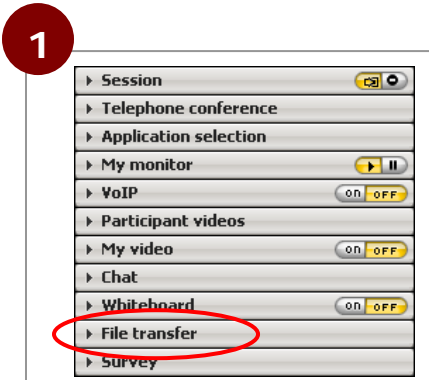 1
Session
Telephone conference
Application selection
My monitor
VoIP on OFF
Participant videos
My video on OFF
Chat
Whiteboard on OFF
File transfer
Survey